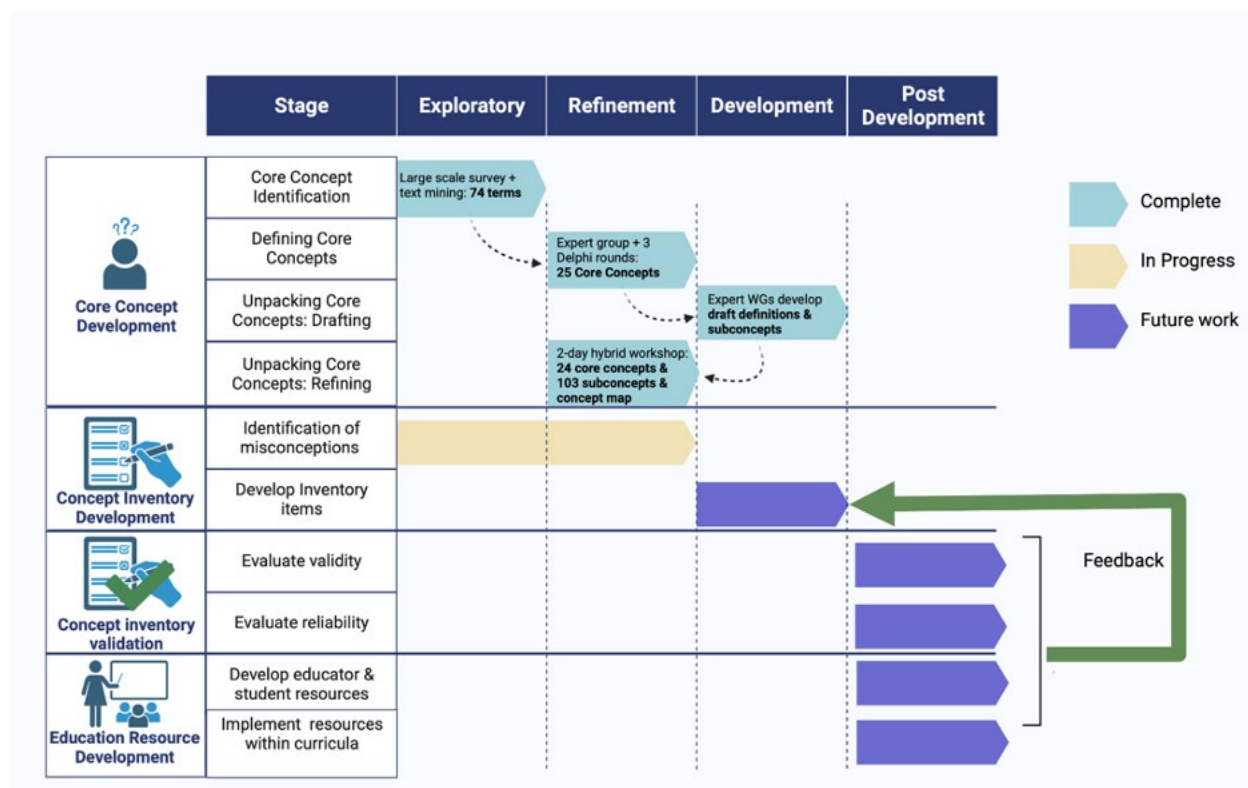 Stage
Exploratory
Refinement
Development
Post
Development
???
Core Concept
Development
Core Concept
Identification
Large scale survey +
text mining: 74 terms
Defining Core
Concepts
Expert group + 3
Delphi rounds:
25 Core Concepts
Unpacking Core
Concepts: Drafting
Expert WGs develop
draft definitions &
subconcepts
Unpacking Core
Concepts: Refining
2-day hybrid workshop:
24 core concepts &
103 subconcepts &
concept map
Concept Inventory
Development
Identification of
misconceptions
Develop Inventory
items
Concept inventory
validation
Evaluate validity
Evaluate reliability
Education Resource
Development
Develop educator &
student resources
Implement resources
within curricula
Complete
In Progress
Future work
Feedback